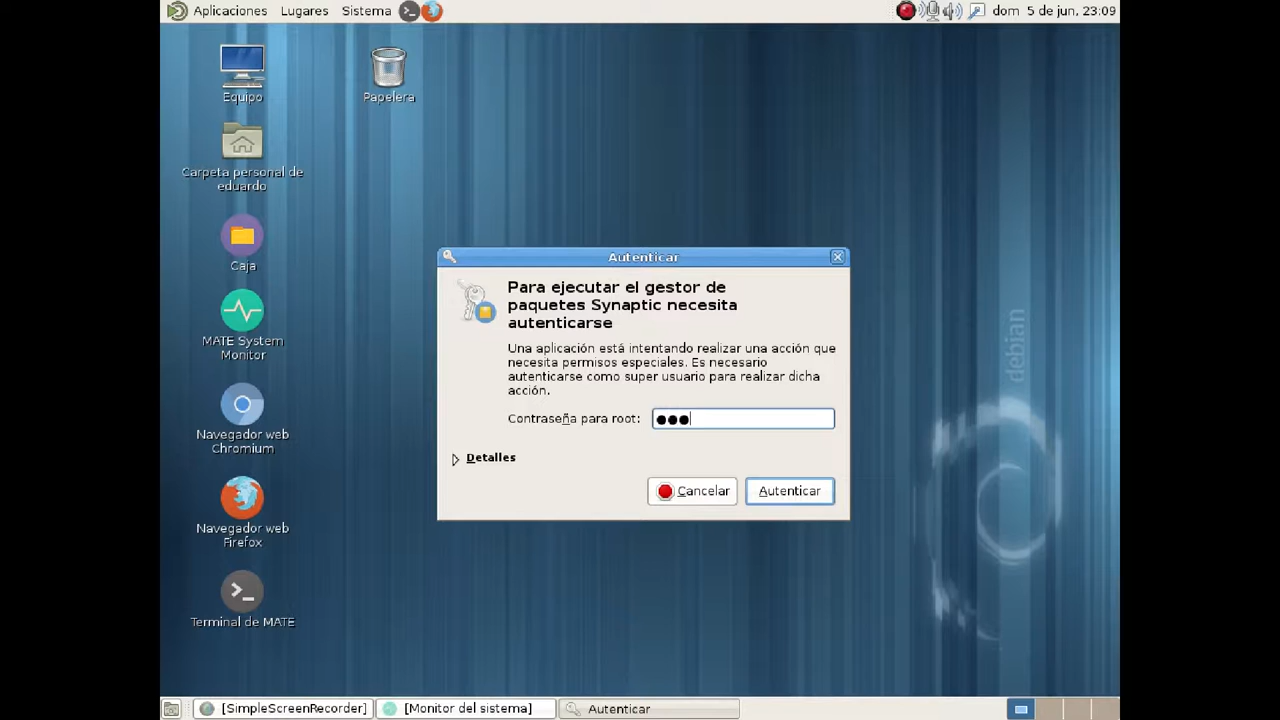 Aplicaciones Lugares Sistema
dom 5 de jun, 23:09
Equipo
Papelera
Carpeta personal de
eduardo
Caja
MATE System
Monitor
Navegador web
Chromium
Navegador web
Firefox
Terminal de MATE
Autenticar
Para ejecutar el gestor de
paquetes Synaptic necesita
autenticarse
Una aplicación está intentando realizar una acción que
necesita permisos especiales. Es necesario
autenticarse como super usuario para realizar dicha
acción.
Contraseña para root: ●●●
Detalles
Cancelar Autenticar
debian
[SimpleScreenRecorder] [Monitor del sistema] Autenticar